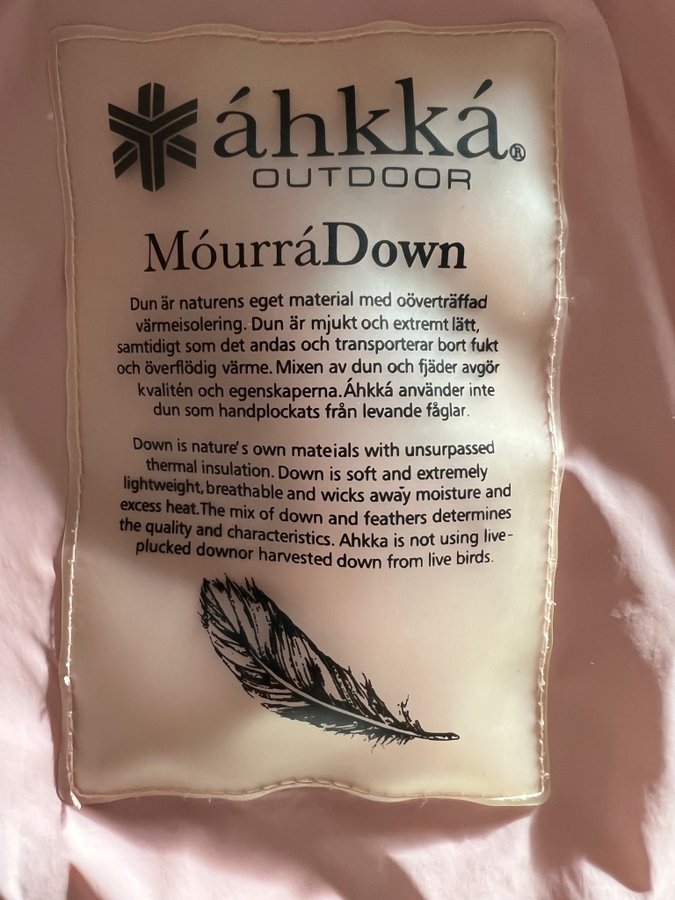 áhkká®
OUTDOOR
MóurráDown
Dun är naturens eget material med oöverträffad
värmeisolering. Dun är mjukt och extremt lätt,
samtidigt som det andas och transporterar bort fukt
och överflödig värme. Mixen av dun och fjäder avgör
kvalitén och egenskaperna.Áhkká använder inte
dun som handplockats från levande fåglar.
Down is nature's own mateials with unsurpassed
thermal insulation. Down is soft and extremely
lightweight, breathable and wicks away moisture and
excess heat.The mix of down and feathers determines
the quality and characteristics. Ahkka is not using live-
plucked downor harvested down from live birds.